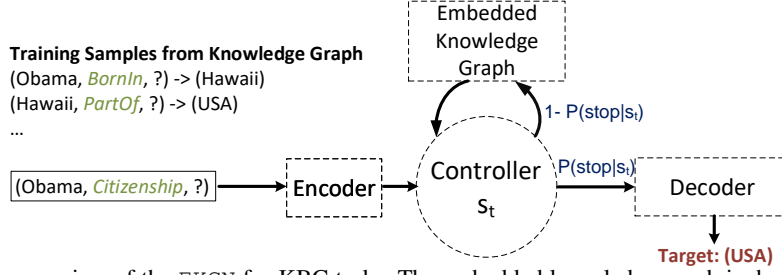 Training Samples from Knowledge Graph
(Obama, BornIn, ?) -> (Hawaii)
(Hawaii, PartOf, ?) -> (USA)
...
(Obama, Citizenship, ?)
Encoder
Embedded
Knowledge
Graph
1- P(stop|st)
Controller
st
P(stop|st)
Decoder
Target: (USA)